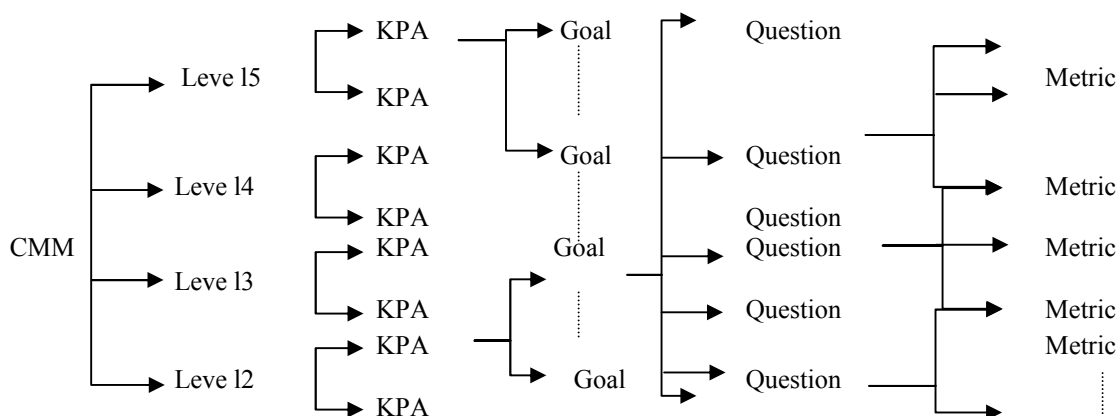 KPA Goal Question
Leve l5 Metric
KPA
KPA Goal Question
Leve l4 Metric
KPA Question
CMM KPA Goal Question Metric
Leve l3
KPA Question Metric
KPA Metric
Leve l2 Goal Question
KPA